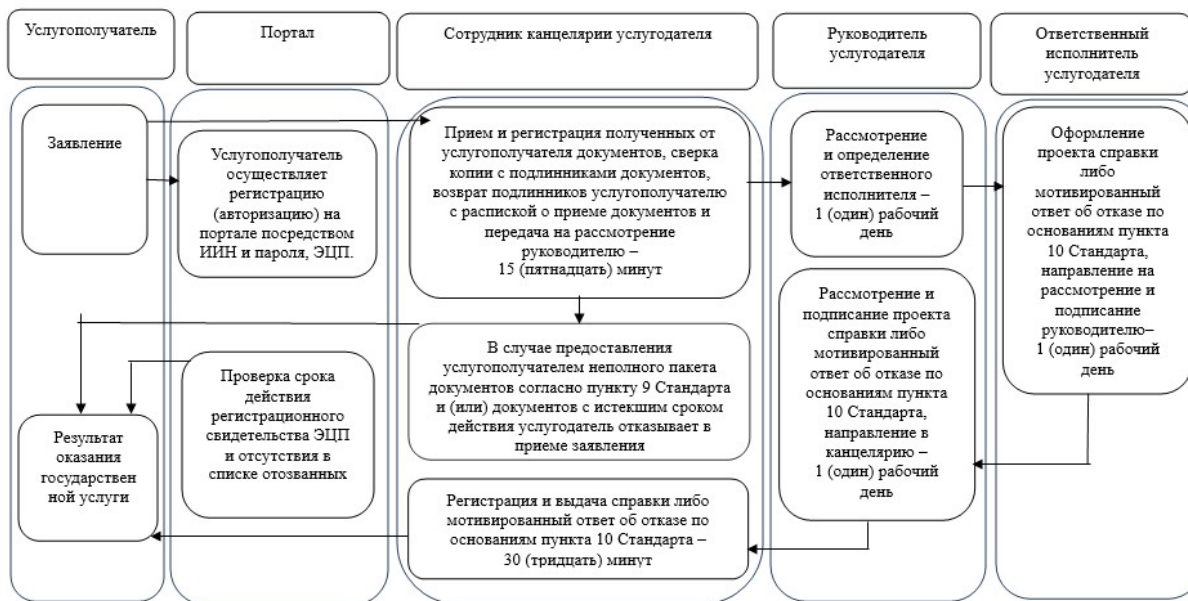 Услугополучатель
Портал
Сотрудник канцелярии услугодателя
Руководитель
услугодателя
Ответственный
исполнитель
услугодателя
Заявление
Услугополучатель
осуществляет
регистрацию
(авторизацию) на
портале посредством
ИИН и пароля, ЭЦП.
Прием и регистрация полученных от
услугополучателя документов, сверка
копии с подлинниками документов,
возврат подлинников услугополучателю
с распиской о приеме документов и
передача на рассмотрение
руководителю –
15 (пятнадцать) минут
Рассмотрение
и определение
ответственного
исполнителя –
1 (один) рабочий
день
Оформление
проекта справки
либо
мотивированный
ответ об отказе по
основаниям пункта
10 Стандарта,
направление на
рассмотрение и
подписание
руководителю–
1 (один) рабочий
день
Рассмотрение и
подписание проекта
справки либо
мотивированный
ответ об отказе по
основаниям пункта
10 Стандарта,
направление в
канцелярию –
1 (один) рабочий
день
В случае предоставления
услугополучателем неполного пакета
документов согласно пункту 9 Стандарта
и (или) документов с истекшим сроком
действия услугодатель отказывает в
приеме заявления
Проверка срока
действия
регистрационного
свидетельства ЭЦП
и отсутствия в
списке отозванных
Результат
оказания
государствен
ной услуги
Регистрация и выдача справки либо
мотивированный ответ об отказе по
основаниям пункта 10 Стандарта –
30 (тридцать) минут